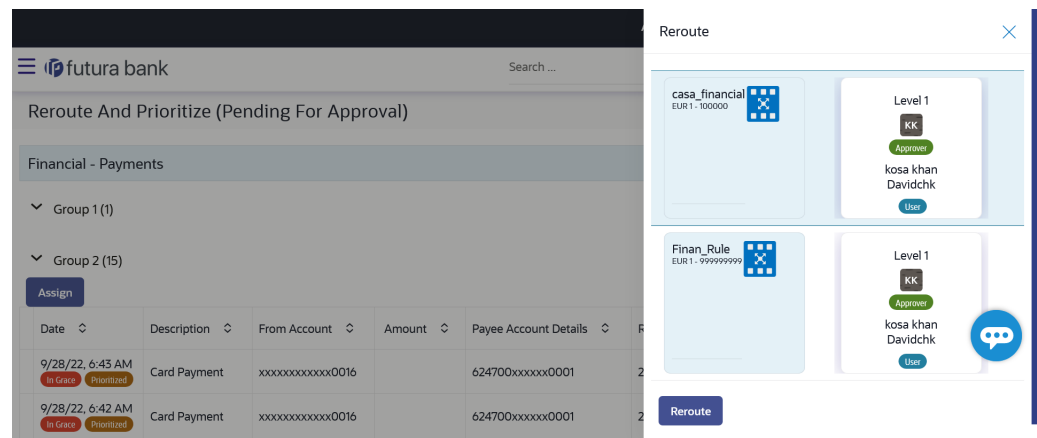 futura bank
Search ...
Reroute And Prioritize (Pending For Approval)
Financial - Payments
Group 1 (1)
Group 2 (15)
Assign
Date Description From Account Amount Payee Account Details R
9/28/22, 6:43 AM
In Grace Prioritized
Card Payment xxxxxxxxxxxx0016 624700xxxxxx0001 2
9/28/22, 6:42 AM
In Grace Prioritized
Card Payment xxxxxxxxxxxx0016 624700xxxxxx0001 2
Reroute
casa_financial
EUR 1 - 100000
Level 1
KK
Approver
kosa khan
Davidchk
User
Finan_Rule
EUR 1 - 999999999
Level 1
KK
Approver
kosa khan
Davidchk
User
Reroute